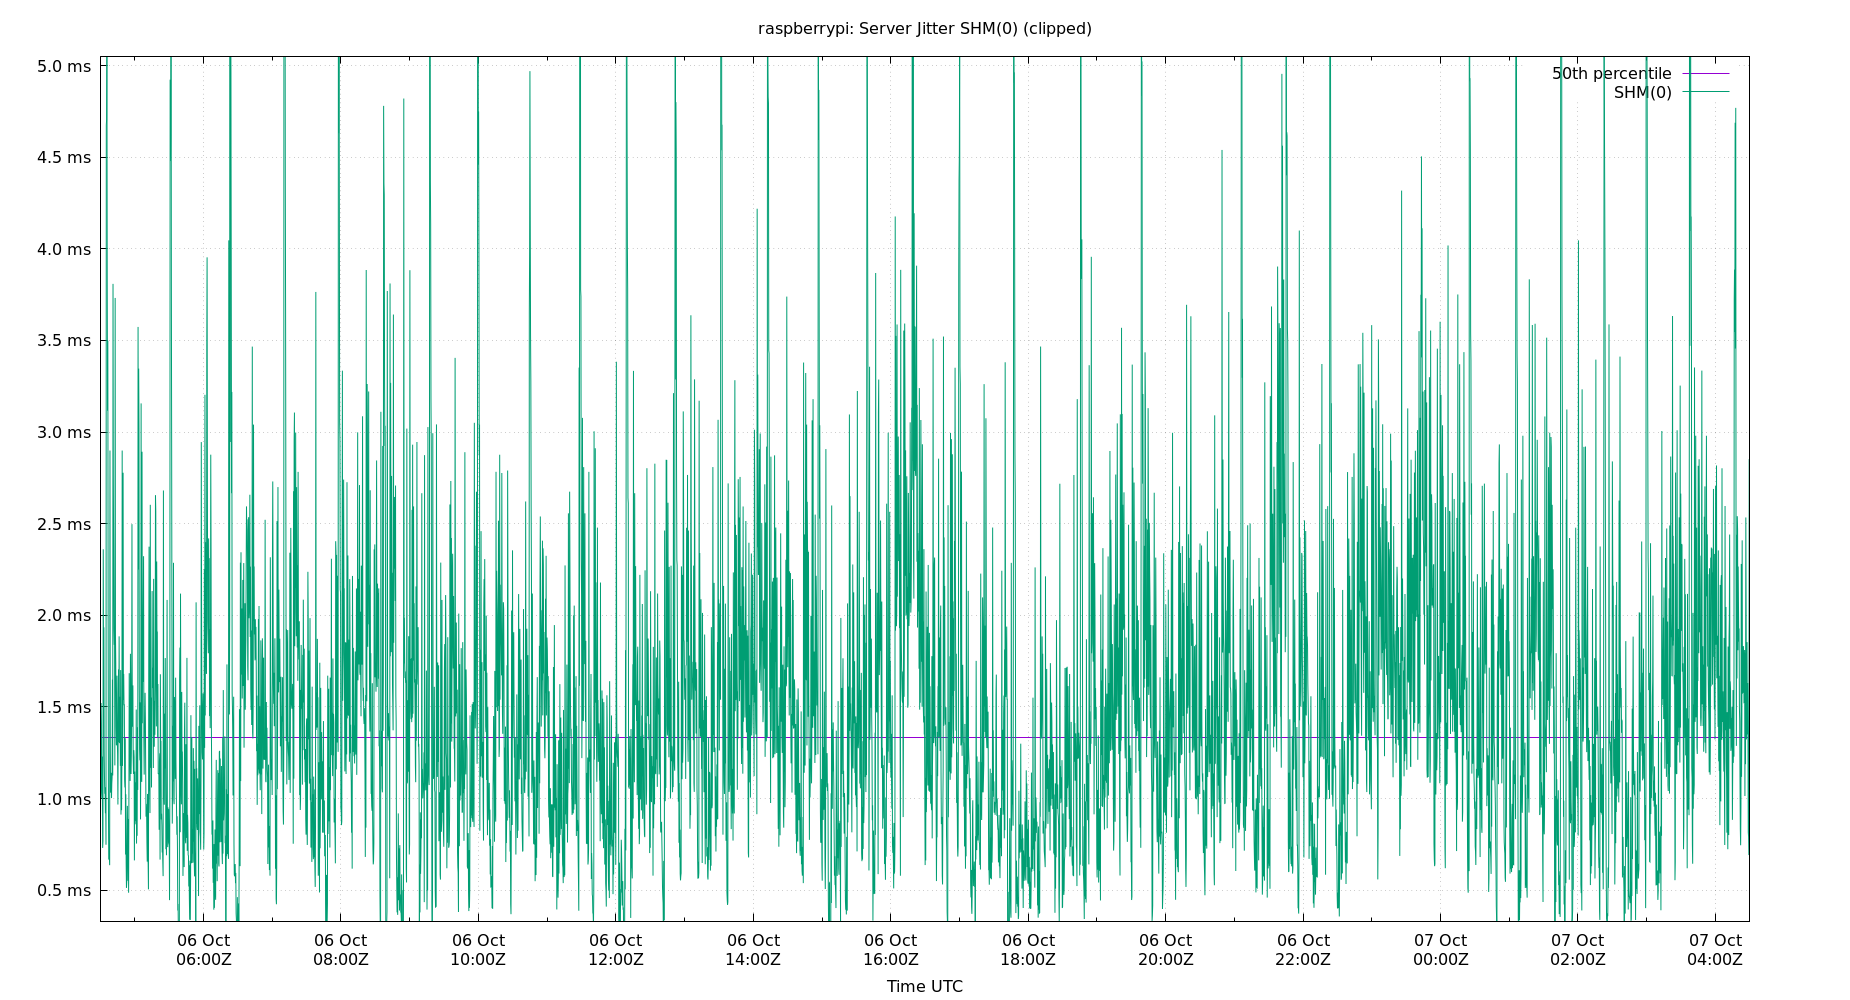 raspberrypi: Server Jitter SHM(0) (clipped)
50th percentile
SHM(0)
5.0 ms
4.5 ms
4.0 ms
3.5 ms
3.0 ms
2.5 ms
2.0 ms
1.5 ms
1.0 ms
0.5 ms
06 Oct 06 Oct 06 Oct 06 Oct 06 Oct 06 Oct 06 Oct 06 Oct 06 Oct 07 Oct 07 Oct 07 Oct
06:00Z 08:00Z 10:00Z 12:00Z 14:00Z 16:00Z 18:00Z 20:00Z 22:00Z 00:00Z 02:00Z 04:00Z
Time UTC